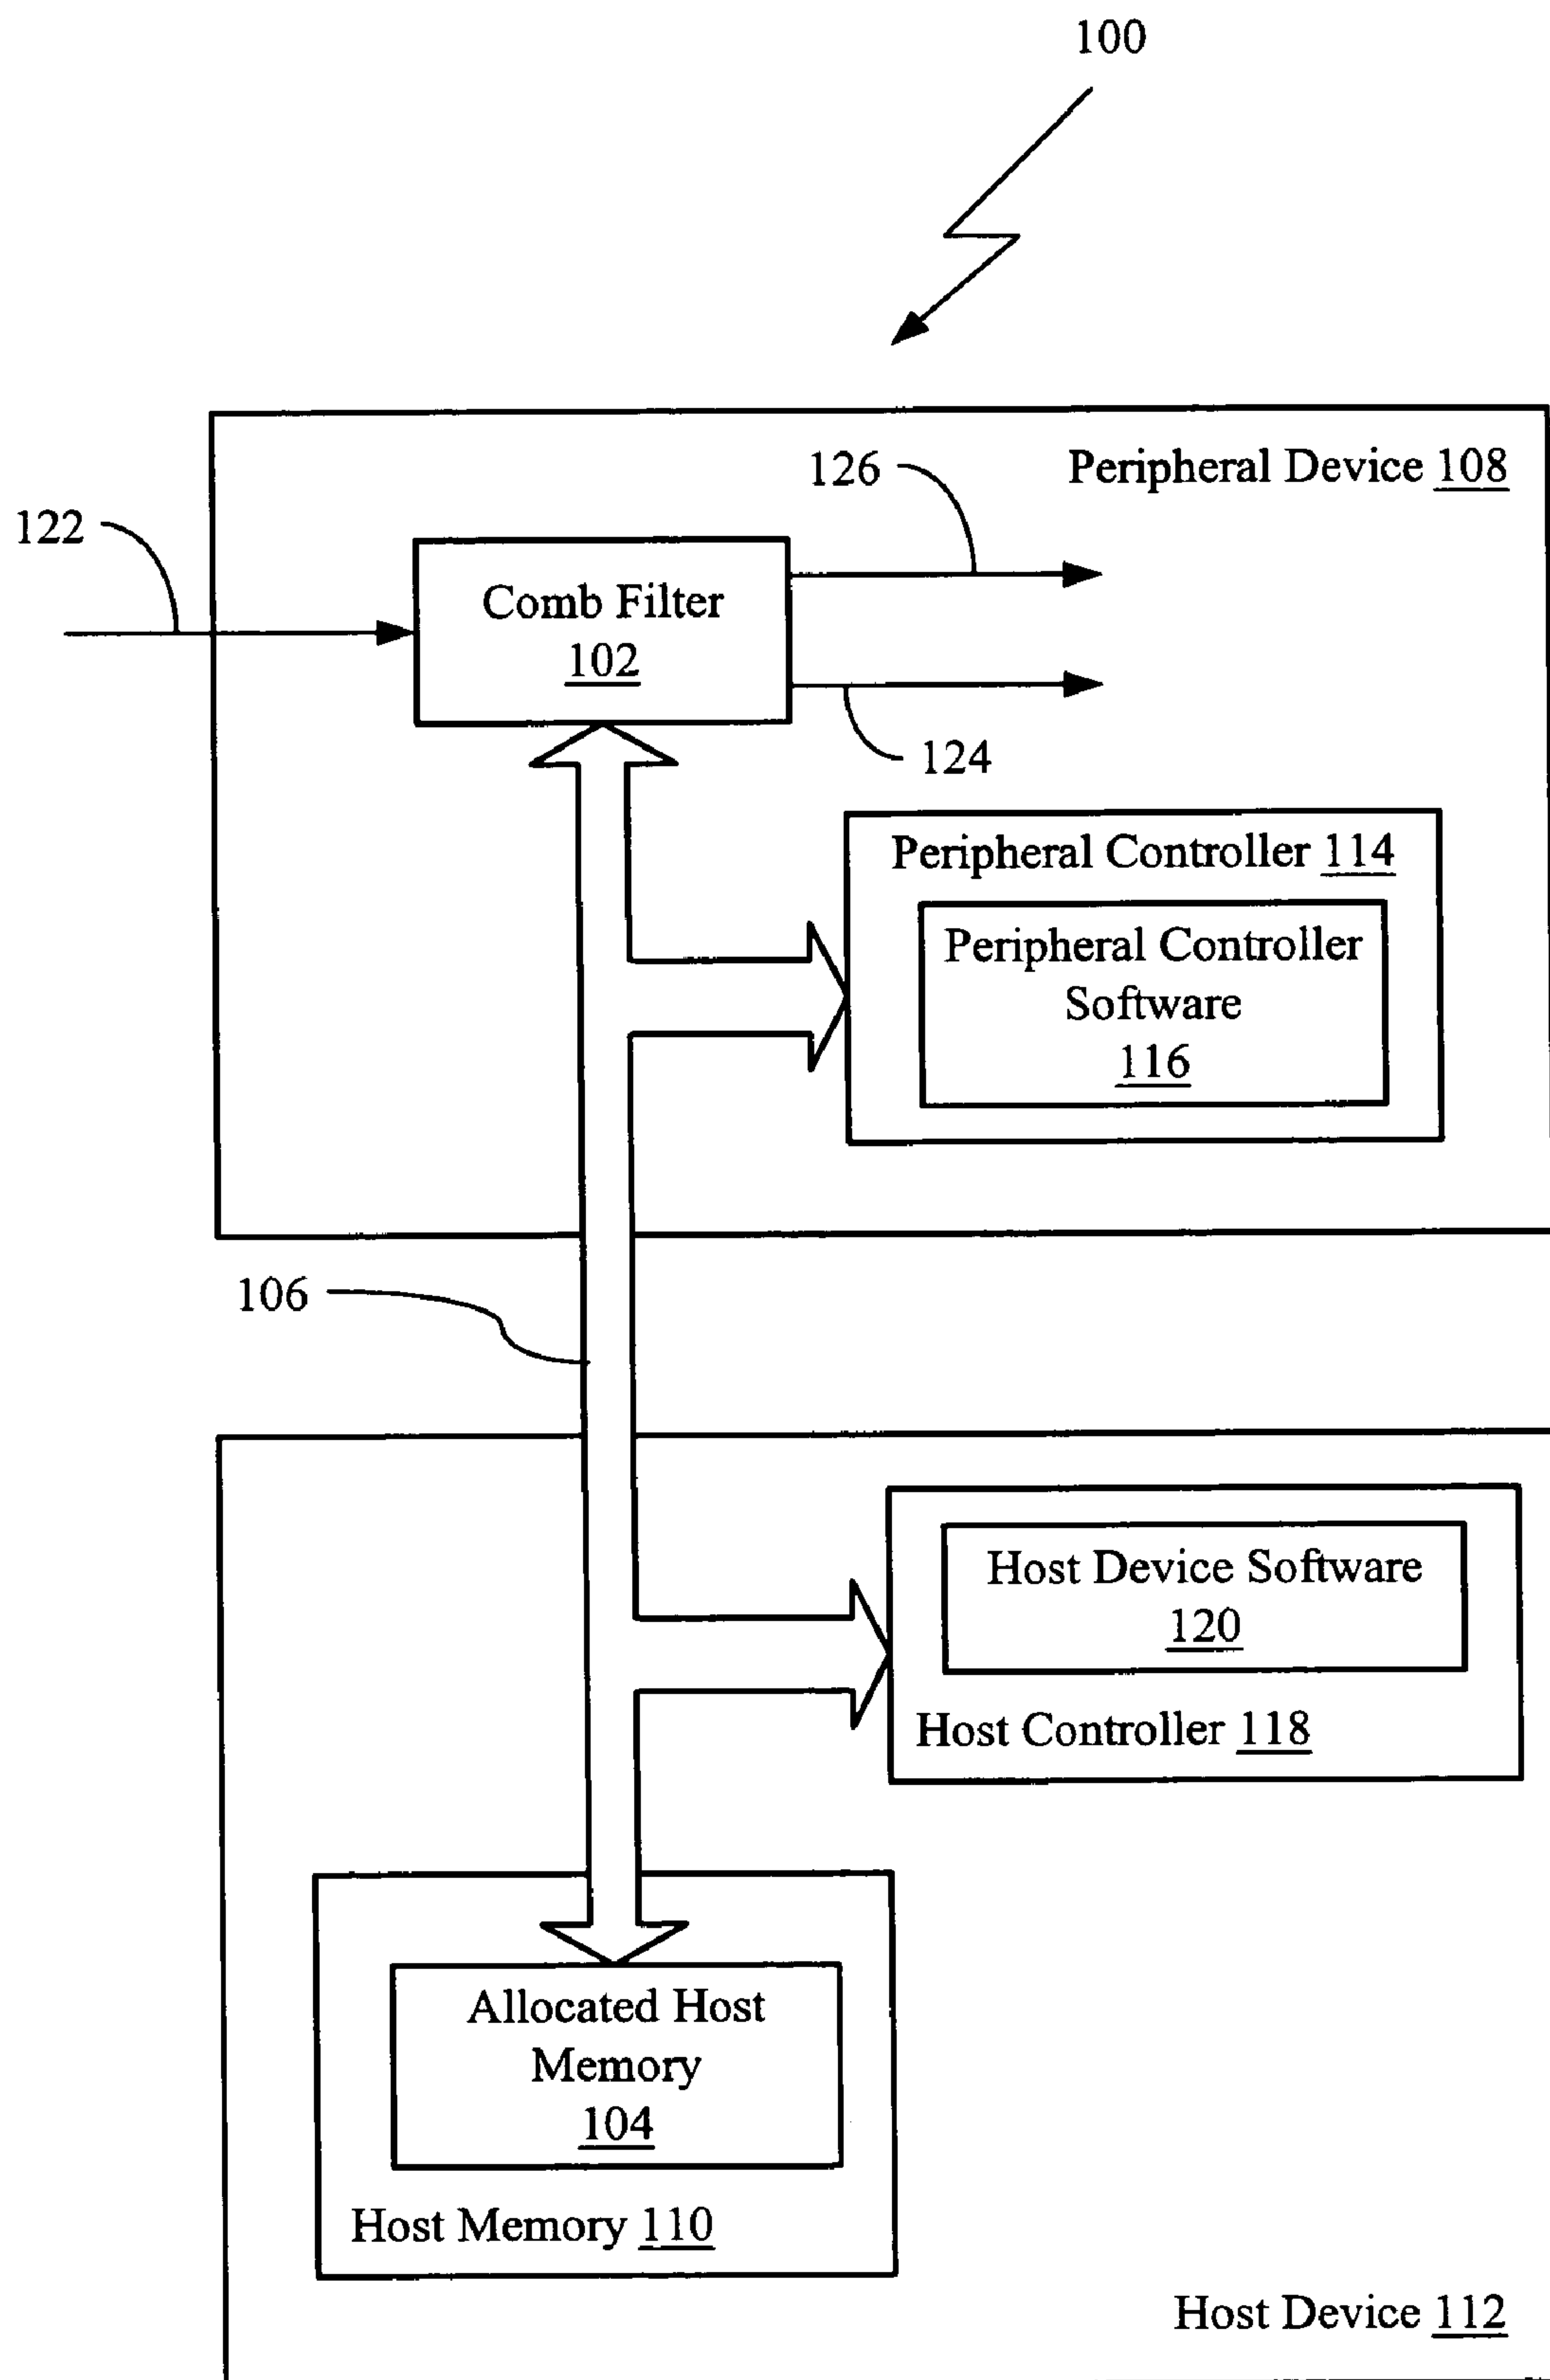 100
Peripheral Device 108
126
122
Comb Filter
102
124
Peripheral Controller 114
Peripheral Controller
Software
116
106
Host Device Software
120
Host Controller 118
Allocated Host
Memory
104
Host Memory 110
Host Device 112